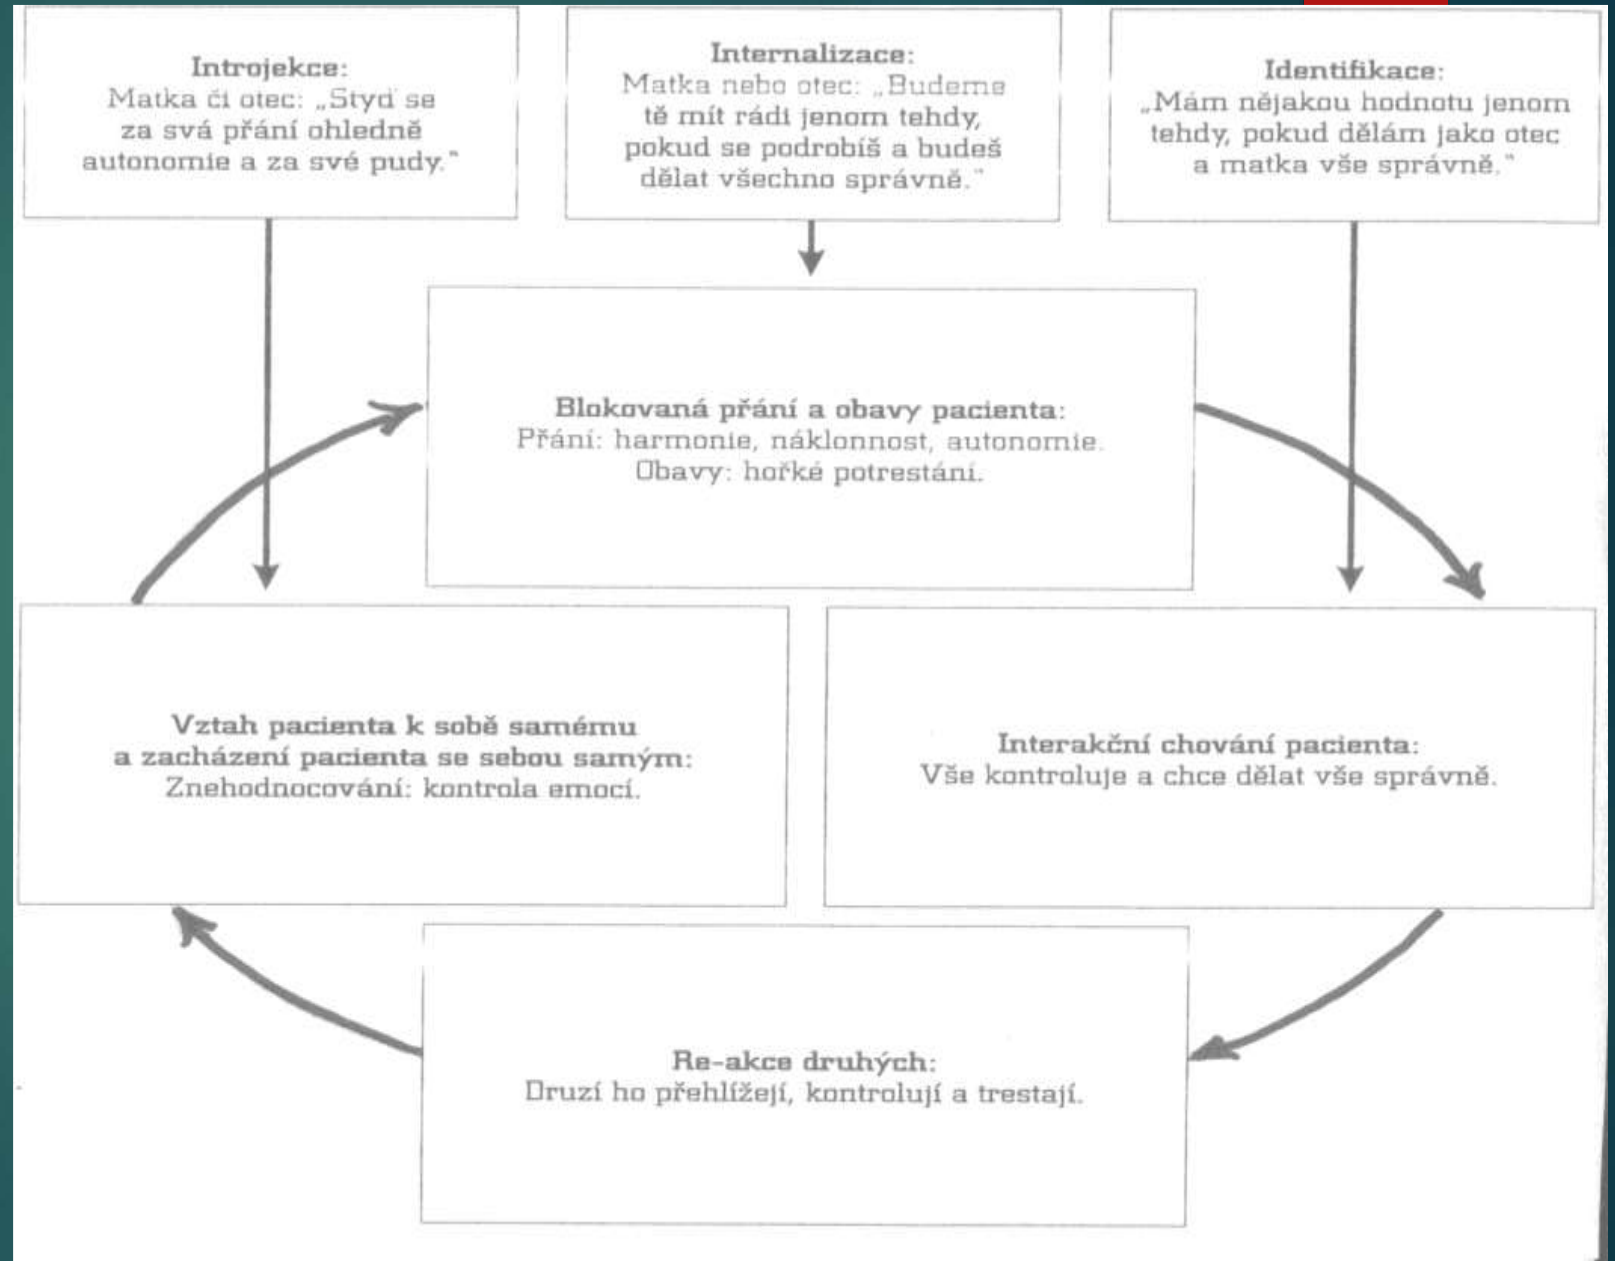 Introjekce:
Matka či otec: „Styď se
za svá přání ohledně
autonomie a za své pudy.“
Internalizace:
Matka nebo otec: „Budeme
tě mít rádi jenom tehdy,
pokud se podrobíš a budeš
dělat všechno správně.“
Identifikace:
„Mám nějakou hodnotu jenom
tehdy, pokud dělám jako otec
a matka vše správně.“
Blokovaná přání a obavy pacienta:
Přání: harmonie, náklonnost, autonomie.
Obavy: hořké potrestání.
Vztah pacienta k sobě samému
a zacházení pacienta se sebou samým:
Znehodnocování: kontrola emocí.
Interakční chování pacienta:
Vše kontroluje a chce dělat vše správně.
Re-akce druhých:
Druzí ho přehlížejí, kontrolují a trestají.